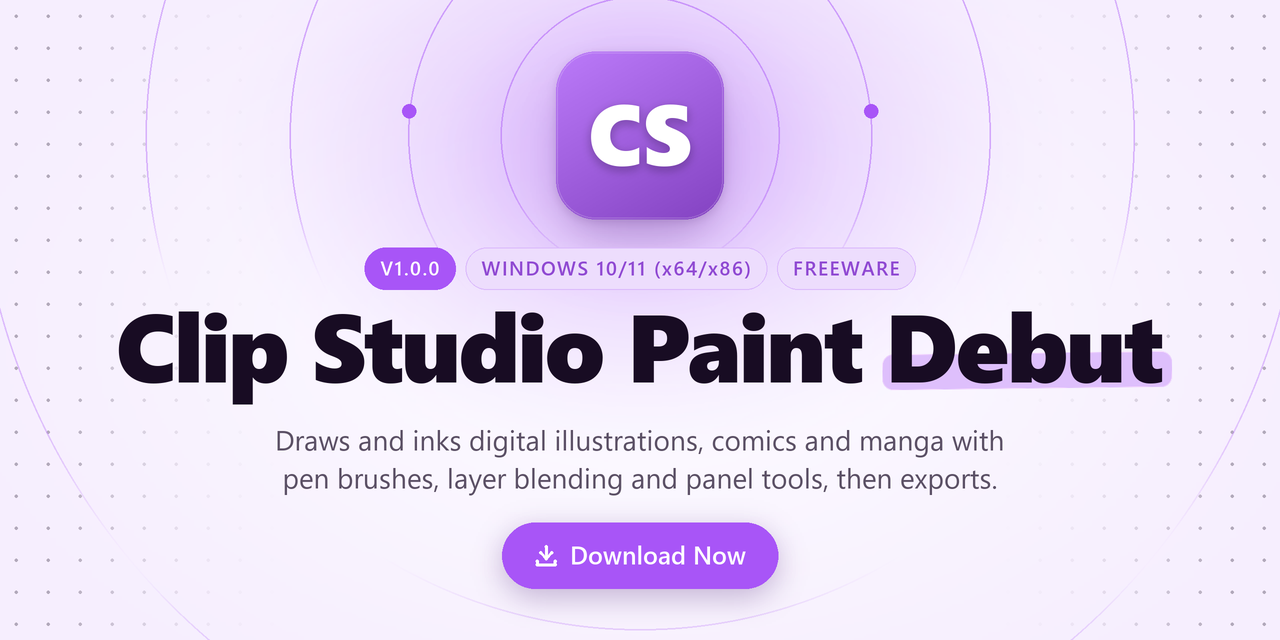 CS
V1.0.0
WINDOWS 10/11 (x64/x86)
FREEWARE
Clip Studio Paint Debut
Draws and inks digital illustrations, comics and manga with
pen brushes, layer blending and panel tools, then exports.
Download Now